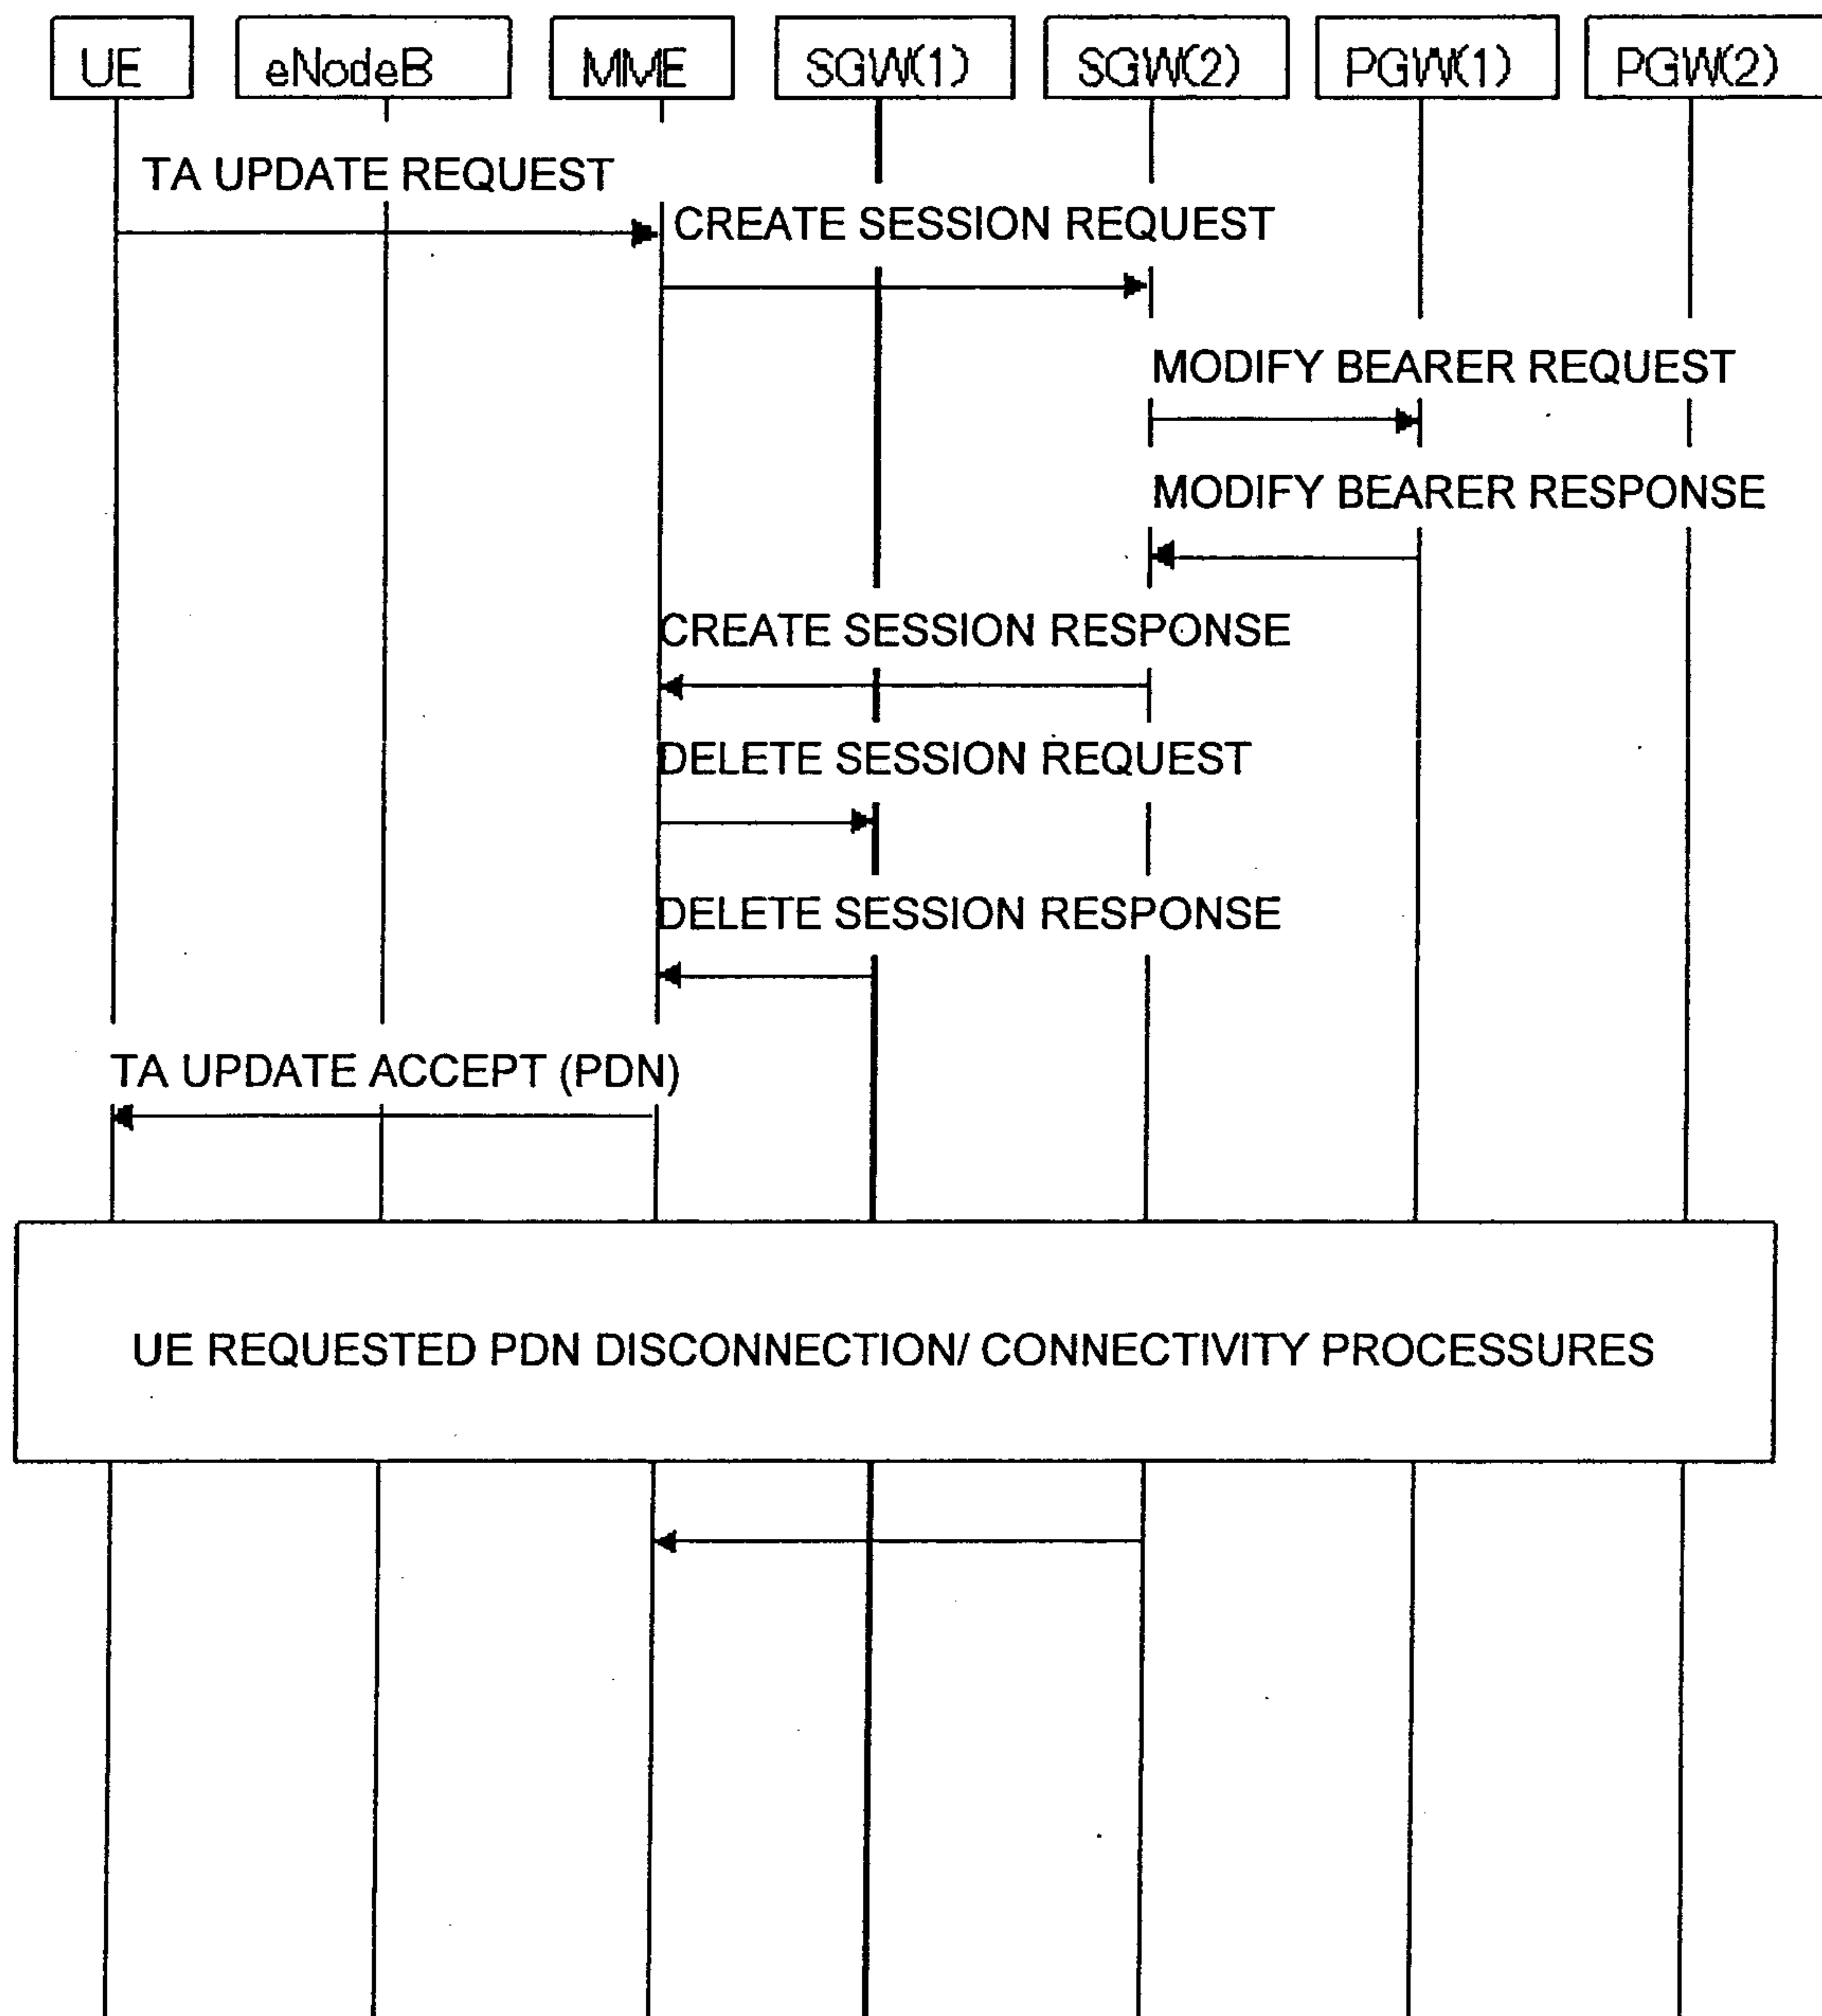 UE eNodeB MME SGW(1) SGW(2) PGW(1) PGW(2)
TA UPDATE REQUEST
CREATE SESSION REQUEST
MODIFY BEARER REQUEST
MODIFY BEARER RESPONSE
CREATE SESSION RESPONSE
DELETE SESSION REQUEST
DELETE SESSION RESPONSE
TA UPDATE ACCEPT (PDN)
UE REQUESTED PDN DISCONNECTION/ CONNECTIVITY PROCESSURES